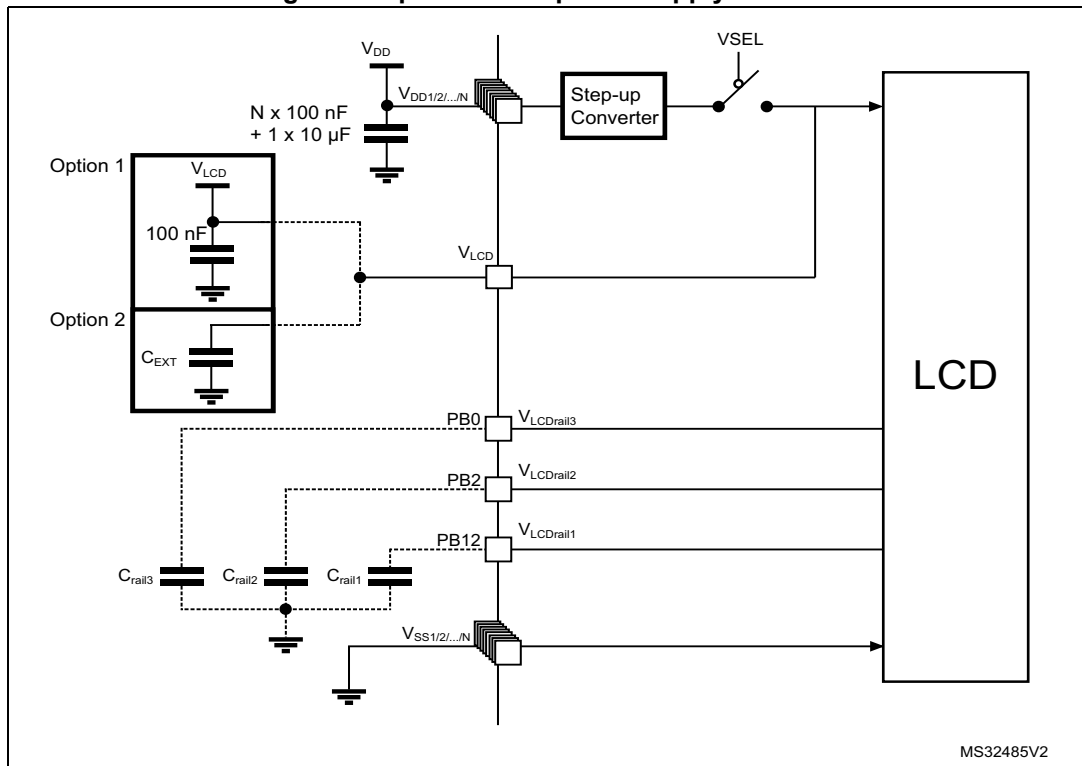 VDD
VSEL
VDD1/2/.../N
Step-up
Converter
N x 100 nF
+ 1 x 10 µF
Option 1
VLCD
100 nF
VLCD
Option 2
CEXT
LCD
PB0
VLCDrail3
PB2
VLCDrail2
PB12
VLCDrail1
Crail3
Crail2
Crail1
VSS1/2/.../N
MS32485V2